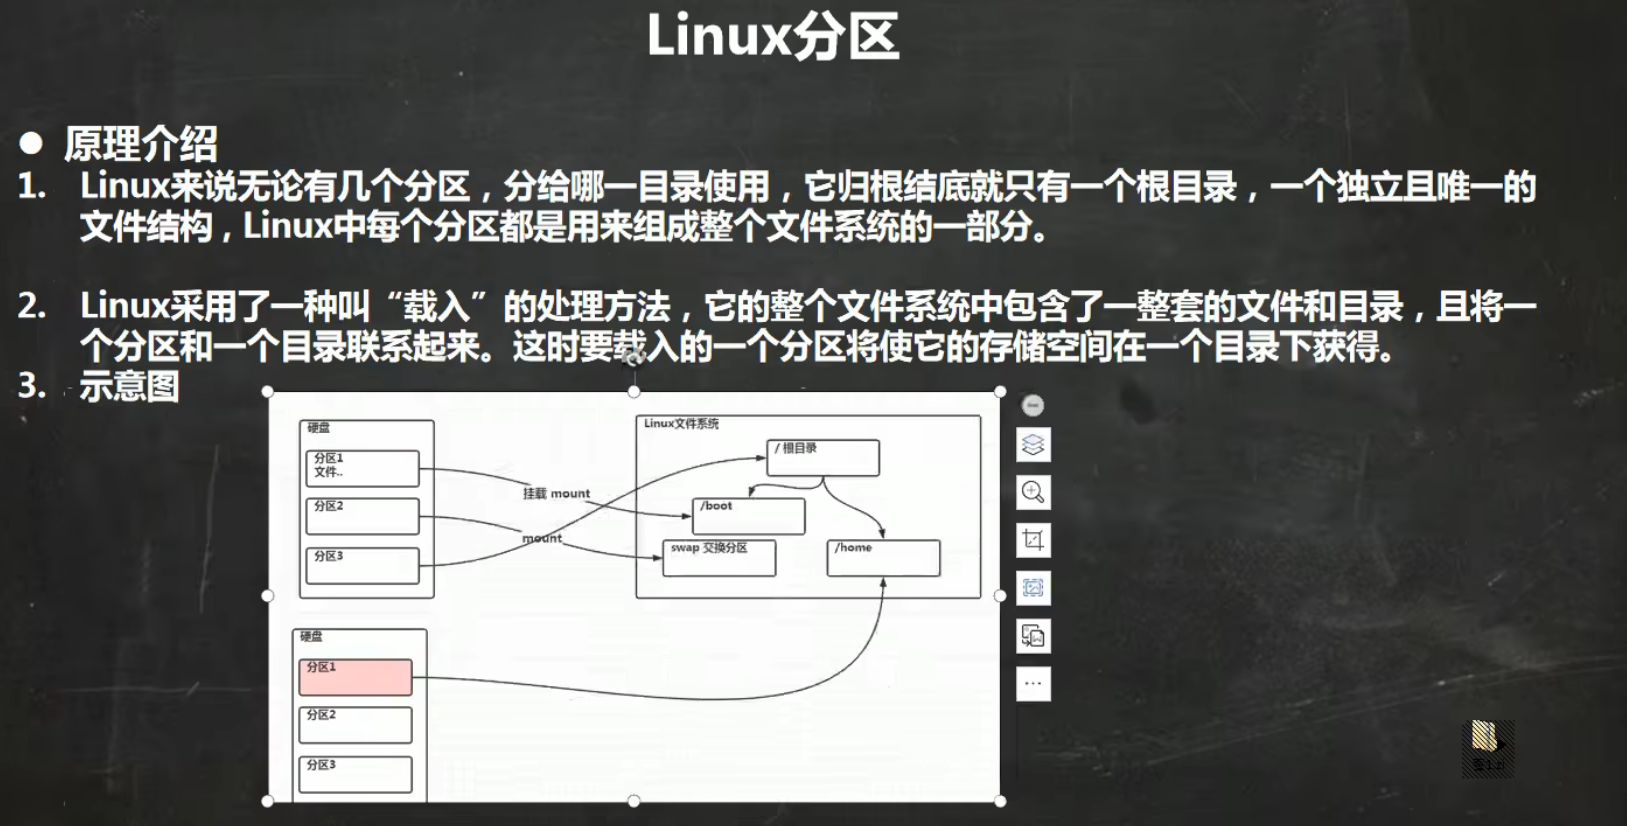 Linux分区
● 原理介绍
1. Linux来说无论有几个分区，分给哪一目录使用，它归根结底就只有一个根目录，一个独立且唯一的
文件结构，Linux中每个分区都是用来组成整个文件系统的一部分。
2. Linux采用了一种叫“载入”的处理方法，它的整个文件系统中包含了一整套的文件和目录，且将一
个分区和一个目录联系起来。这时要载入的一个分区将使它的存储空间在一个目录下获得。
3. 示意图
硬盘
分区1
文件..
分区2
分区3
挂载 mount
mount
Linux文件系统
/ 根目录
/boot
swap 交换分区
/home
硬盘
分区1
分区2
分区3